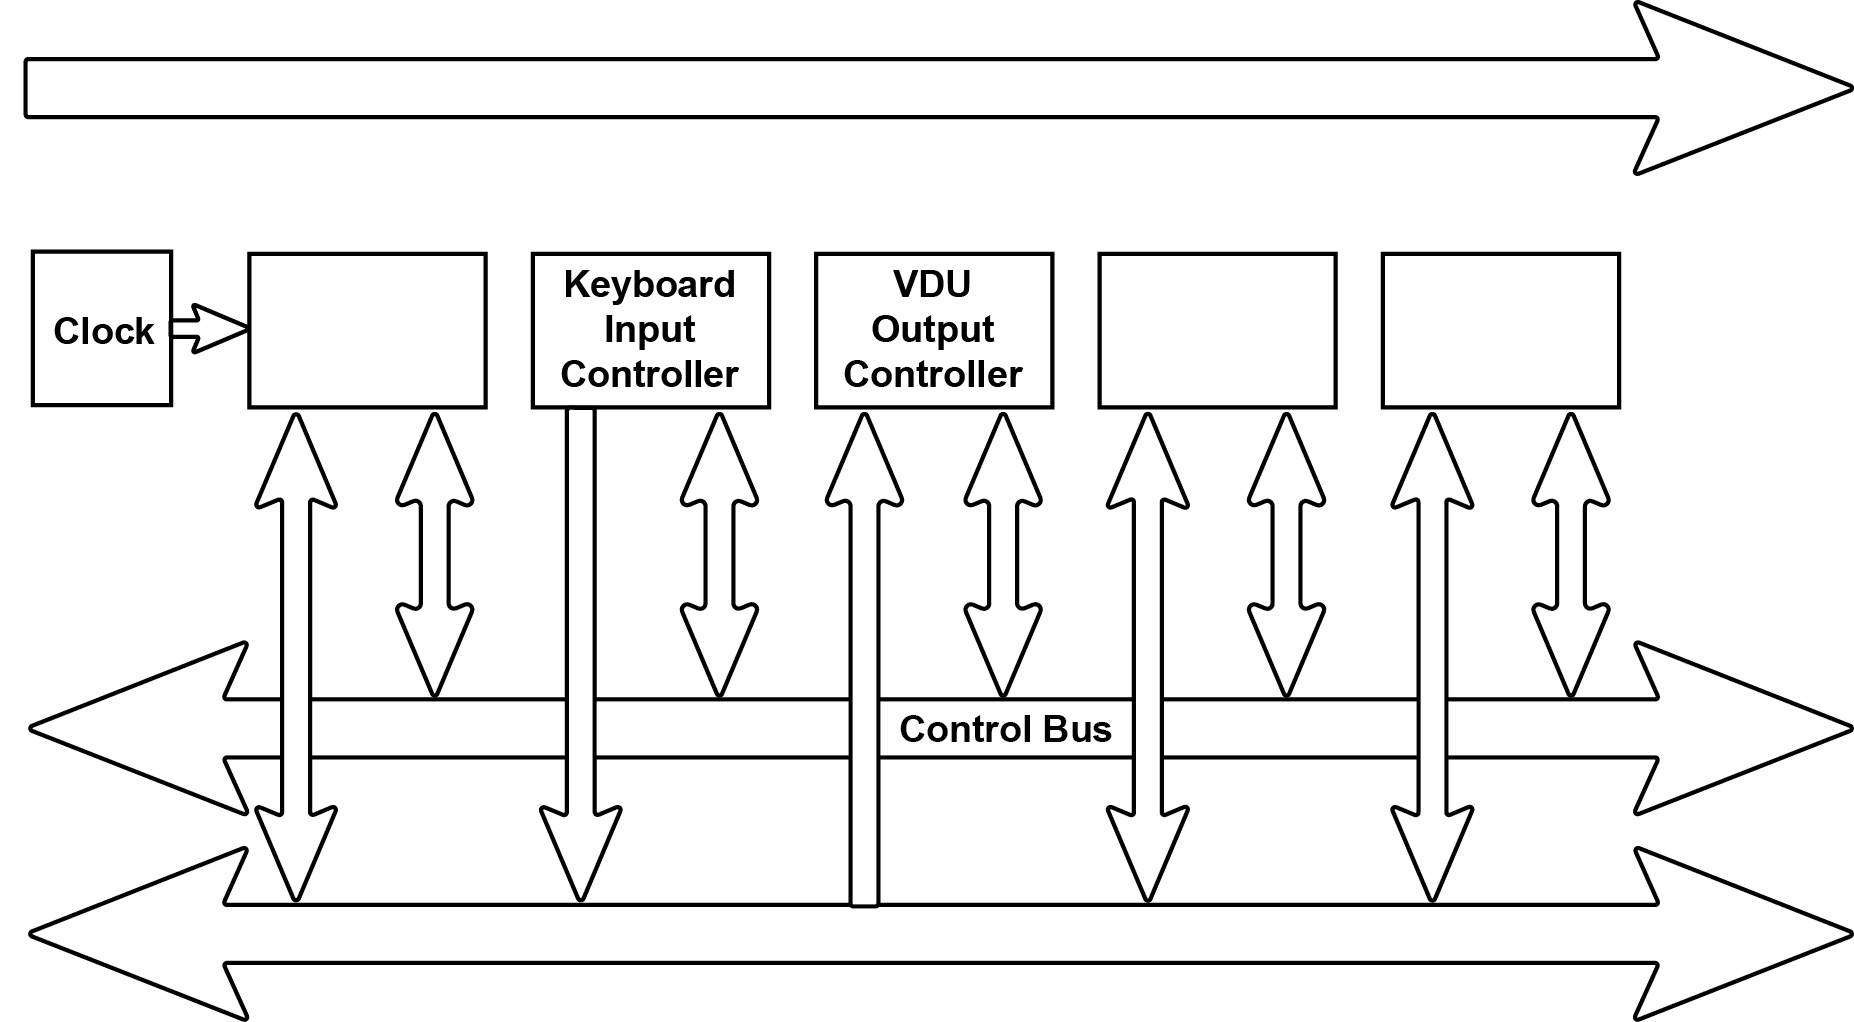 Clock
Keyboard
Input
Controller
VDU
Output
Controller
Control Bus